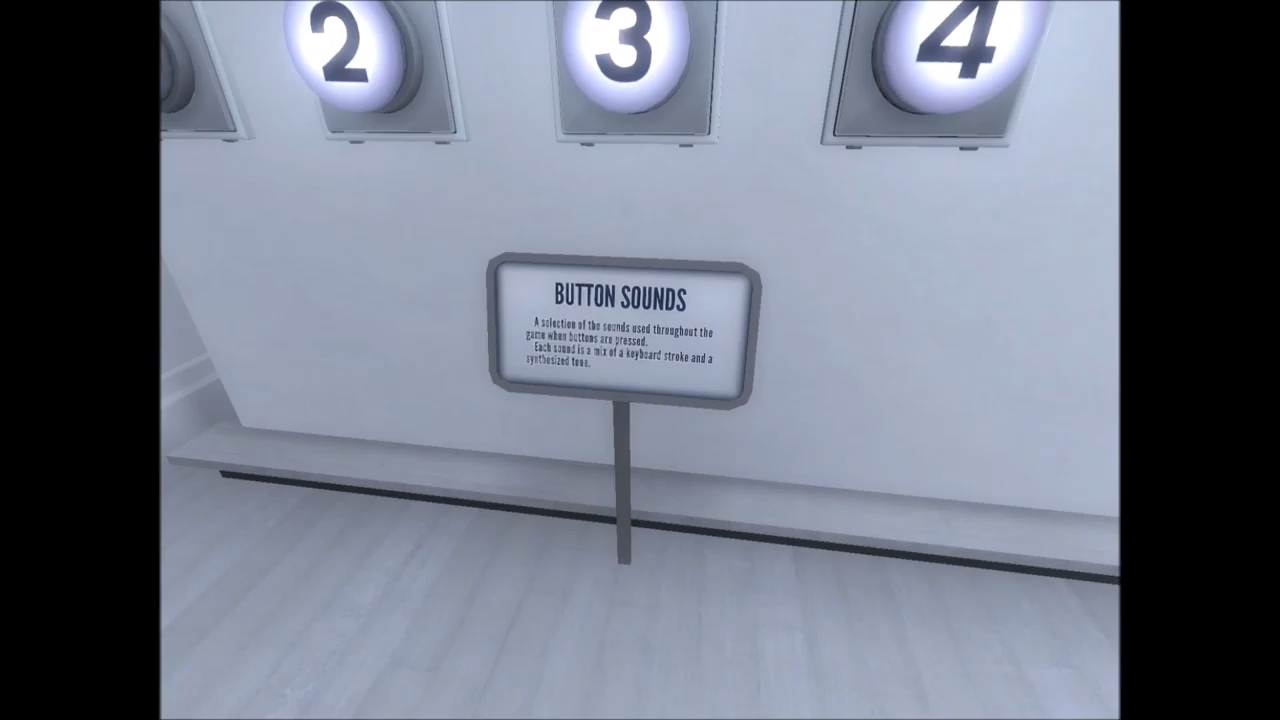 2 3 4
BUTTON SOUNDS
A selection of the sounds used throughout the
game when buttons are pressed.
Each sound is a mix of a keyboard stroke and a
synthesized tone.